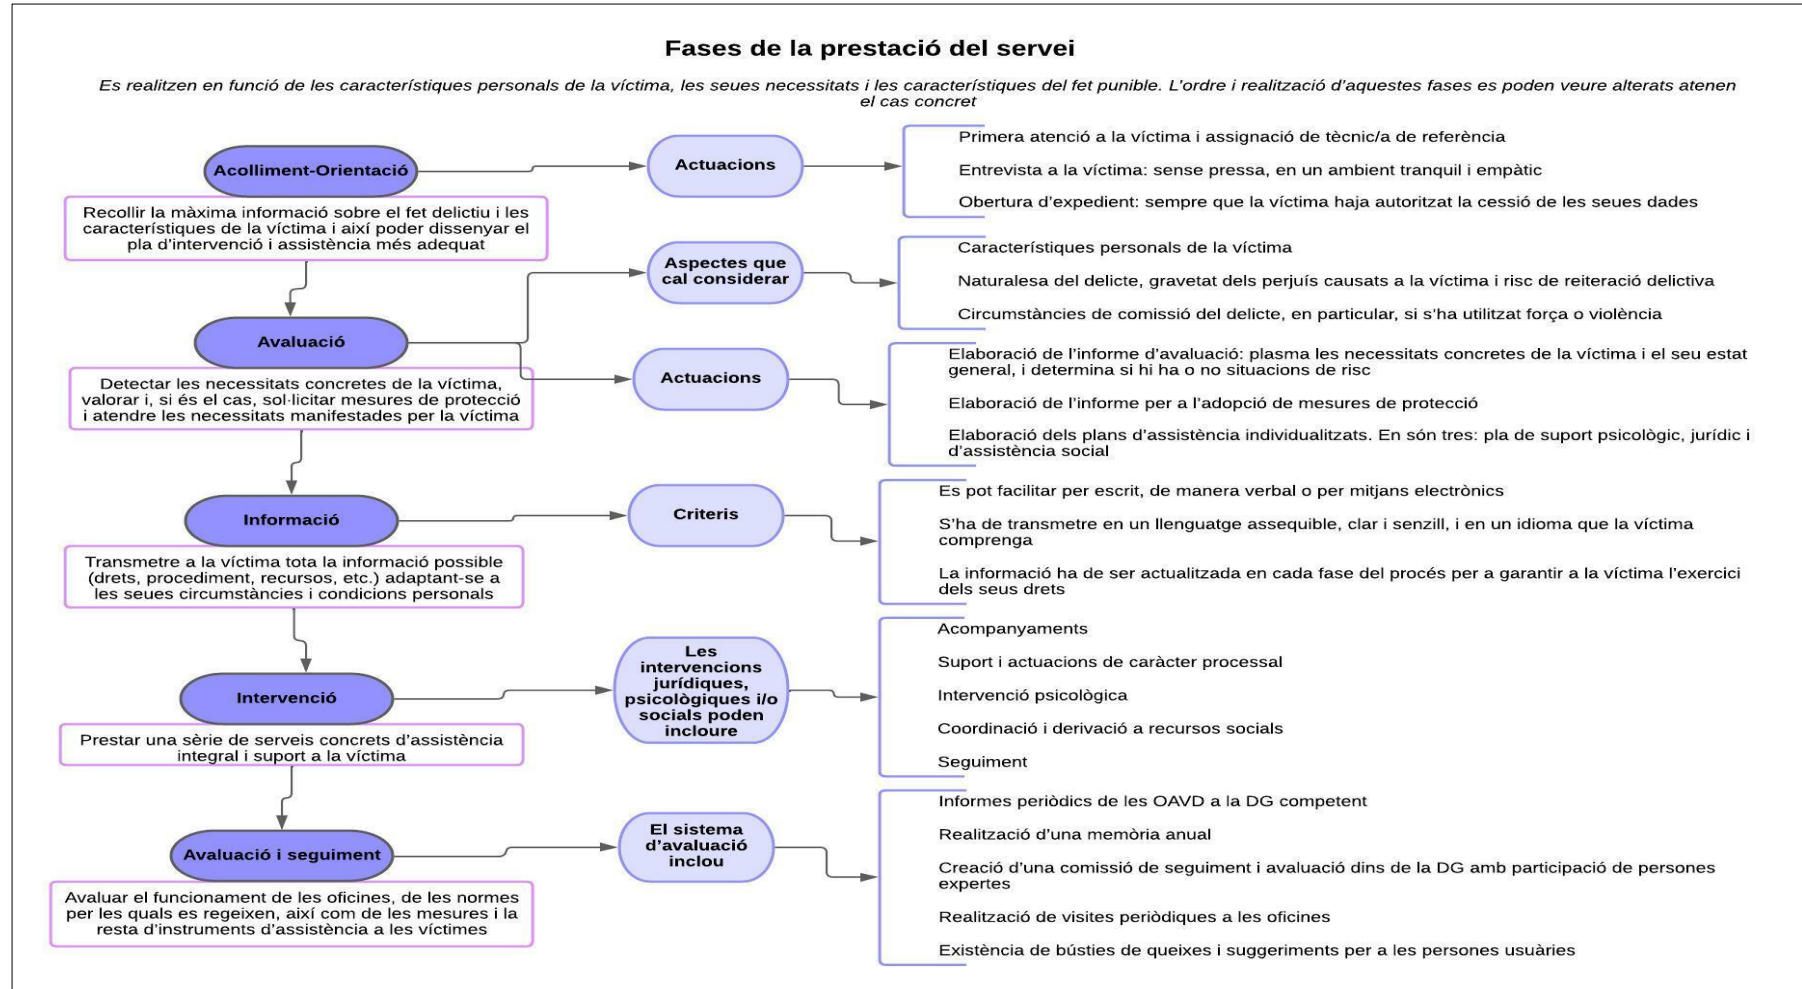 Fases de la prestació del servei
Es realitzen en funció de les característiques personals de la víctima, les seues necessitats i les característiques del fet punible. L'ordre i realització d'aquestes fases es poden veure alterats atenen
el cas concret
Acolliment-Orientació
Recollir la màxima informació sobre el fet delictiu i les
característiques de la víctima i així poder dissenyar el
pla d'intervenció i assistència més adequat
Actuacions
Primera atenció a la víctima i assignació de tècnic/a de referència
Entrevista a la víctima: sense pressa, en un ambient tranquil i empàtic
Obertura d'expedient: sempre que la víctima haja autoritzat la cessió de les seues dades
Avaluació
Detectar les necessitats concretes de la víctima,
valorar i, si és el cas, sol·licitar mesures de protecció
i atendre les necessitats manifestades per la víctima
Aspectes que
cal considerar
Característiques personals de la víctima
Naturalesa del delicte, gravetat dels perjuís causats a la víctima i risc de reiteració delictiva
Circumstàncies de comissió del delicte, en particular, si s'ha utilitzat força o violència
Actuacions
Elaboració de l'informe d'avaluació: plasma les necessitats concretes de la víctima i el seu estat
general, i determina si hi ha o no situacions de risc
Elaboració de l'informe per a l'adopció de mesures de protecció
Elaboració dels plans d'assistència individualitzats. En són tres: pla de suport psicològic, jurídic i
d'assistència social
Informació
Transmetre a la víctima tota la informació possible
(drets, procediment, recursos, etc.) adaptant-se a
les seues circumstàncies i condicions personals
Criteris
Es pot facilitar per escrit, de manera verbal o per mitjans electrònics
S'ha de transmetre en un llenguatge assequible, clar i senzill, i en un idioma que la víctima
comprenga
La informació ha de ser actualitzada en cada fase del procés per a garantir a la víctima l'exercici
dels seus drets
Intervenció
Prestar una sèrie de serveis concrets d'assistència
integral i suport a la víctima
Les
intervencions
jurídiques,
psicològiques i/o
socials poden
incloure
Acompanyaments
Suport i actuacions de caràcter processal
Intervenció psicològica
Coordinació i derivació a recursos socials
Seguiment
Avaluació i seguiment
Avaluar el funcionament de les oficines, de les normes
per les quals es regeixen, així com de les mesures i la
resta d'instruments d'assistència a les víctimes
El sistema
d'avaluació
inclou
Informes periòdics de les OAVD a la DG competent
Realització d'una memòria anual
Creació d'una comissió de seguiment i avaluació dins de la DG amb participació de persones
expertes
Realització de visites periòdiques a les oficines
Existència de bústies de queixes i suggeriments per a les persones usuàries